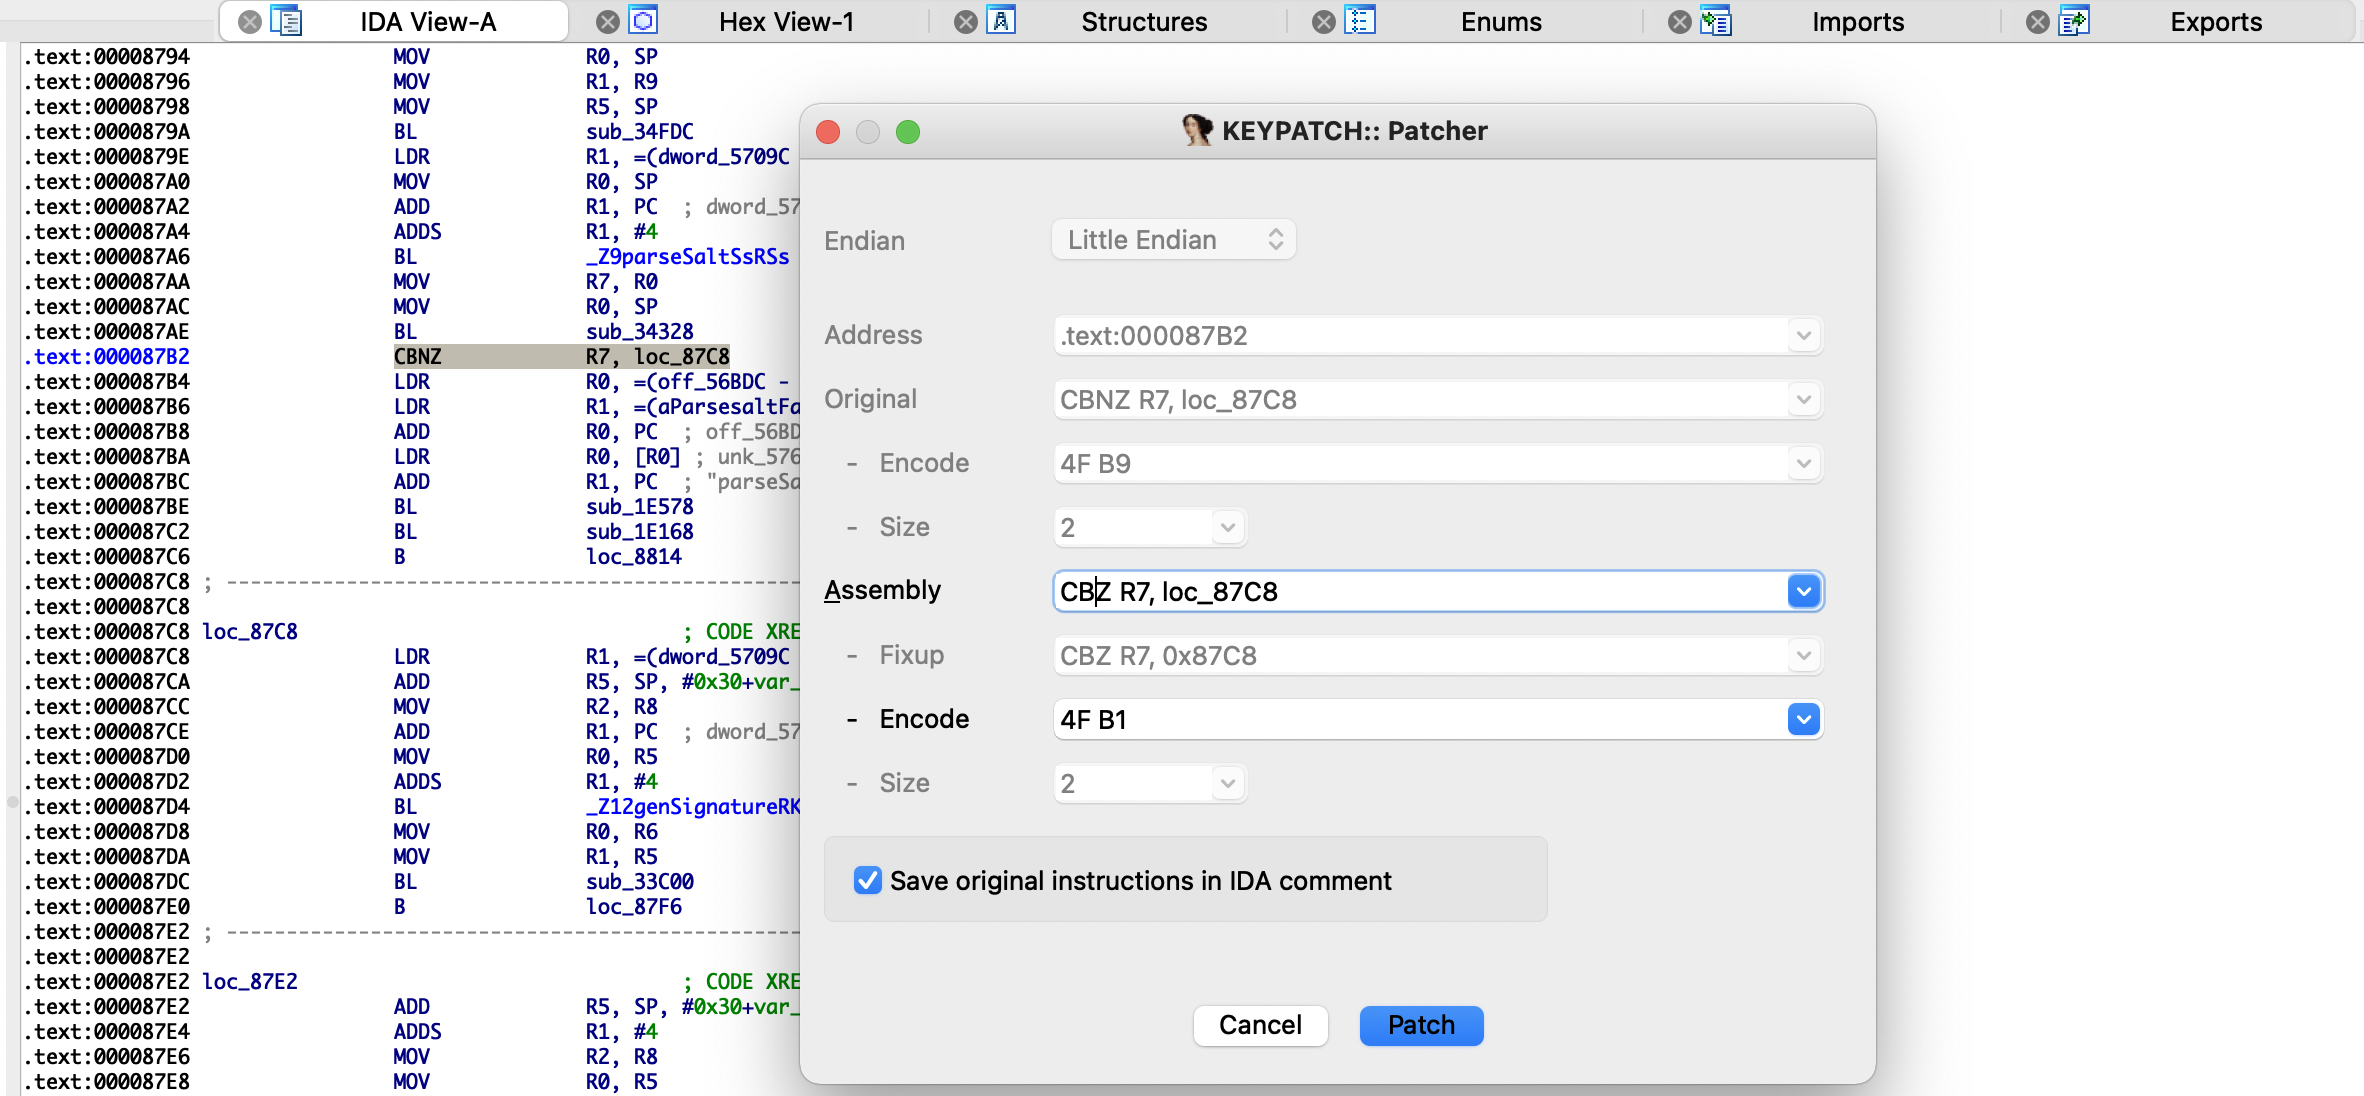 IDA View-A Hex View-1 Structures Enums Imports Exports
.text:00008794 MOV R0, SP
.text:00008796 MOV R1, R9
.text:00008798 MOV R5, SP
.text:0000879A BL sub_34FDC
.text:0000879E LDR R1, =(dword_5709C
.text:000087A0 MOV R0, SP
.text:000087A2 ADD R1, PC ; dword_57
.text:000087A4 ADDS R1, #4
.text:000087A6 BL _Z9parseSaltSsRSs
.text:000087AA MOV R7, R0
.text:000087AC MOV R0, SP
.text:000087AE BL sub_34328
.text:000087B2 CBNZ R7, loc_87C8
.text:000087B4 LDR R0, =(off_56BDC -
.text:000087B6 LDR R1, =(aParsesaltFa
.text:000087B8 ADD R0, PC ; off_56BD
.text:000087BA LDR R0, [R0] ; unk_576
.text:000087BC ADD R1, PC ; "parseSa
.text:000087BE BL sub_1E578
.text:000087C2 BL sub_1E168
.text:000087C6 B loc_8814
.text:000087C8 ; ------------------------------------------------
.text:000087C8
.text:000087C8 loc_87C8 ; CODE XRE
.text:000087C8 LDR R1, =(dword_5709C
.text:000087CA ADD R5, SP, #0x30+var_
.text:000087CC MOV R2, R8
.text:000087CE ADD R1, PC ; dword_57
.text:000087D0 MOV R0, R5
.text:000087D2 ADDS R1, #4
.text:000087D4 BL _Z12genSignatureRK
.text:000087D8 MOV R0, R6
.text:000087DA MOV R1, R5
.text:000087DC BL sub_33C00
.text:000087E0 B loc_87F6
.text:000087E2 ; ------------------------------------------------
.text:000087E2
.text:000087E2 loc_87E2 ; CODE XRE
.text:000087E2 ADD R5, SP, #0x30+var_
.text:000087E4 ADDS R1, #4
.text:000087E6 MOV R2, R8
.text:000087E8 MOV R0, R5
KEYPATCH:: Patcher
Endian Little Endian
Address .text:000087B2
Original CBNZ R7, loc_87C8
- Encode 4F B9
- Size 2
Assembly CBZ R7, loc_87C8
- Fixup CBZ R7, 0x87C8
- Encode 4F B1
- Size 2
Save original instructions in IDA comment
Cancel Patch